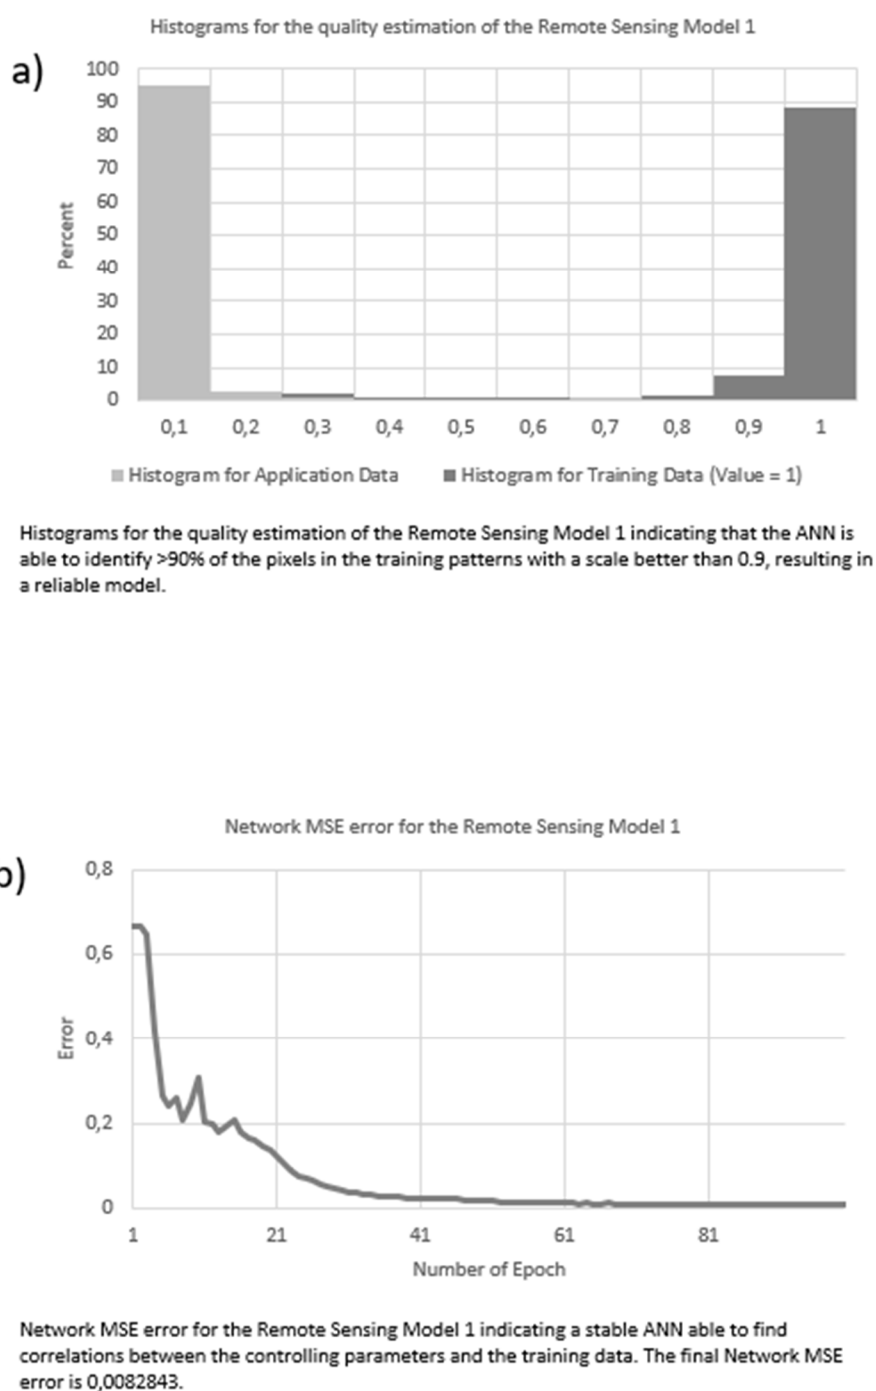 Histograms for the quality estimation of the Remote Sensing Model 1
a)
100
90
80
70
60
50
40
30
20
10
0
Percent
0,1 0,2 0,3 0,4 0,5 0,6 0,7 0,8 0,9 1
Histogram for Application Data Histogram for Training Data (Value = 1)
Histograms for the quality estimation of the Remote Sensing Model 1 indicating that the ANN is
able to identify >90% of the pixels in the training patterns with a scale better than 0.9, resulting in
a reliable model.
Network MSE error for the Remote Sensing Model 1
b)
0,8
0,6
0,4
0,2
0
Error
1 21 41 61 81
Number of Epoch
Network MSE error for the Remote Sensing Model 1 indicating a stable ANN able to find
correlations between the controlling parameters and the training data. The final Network MSE
error is 0,0082843.